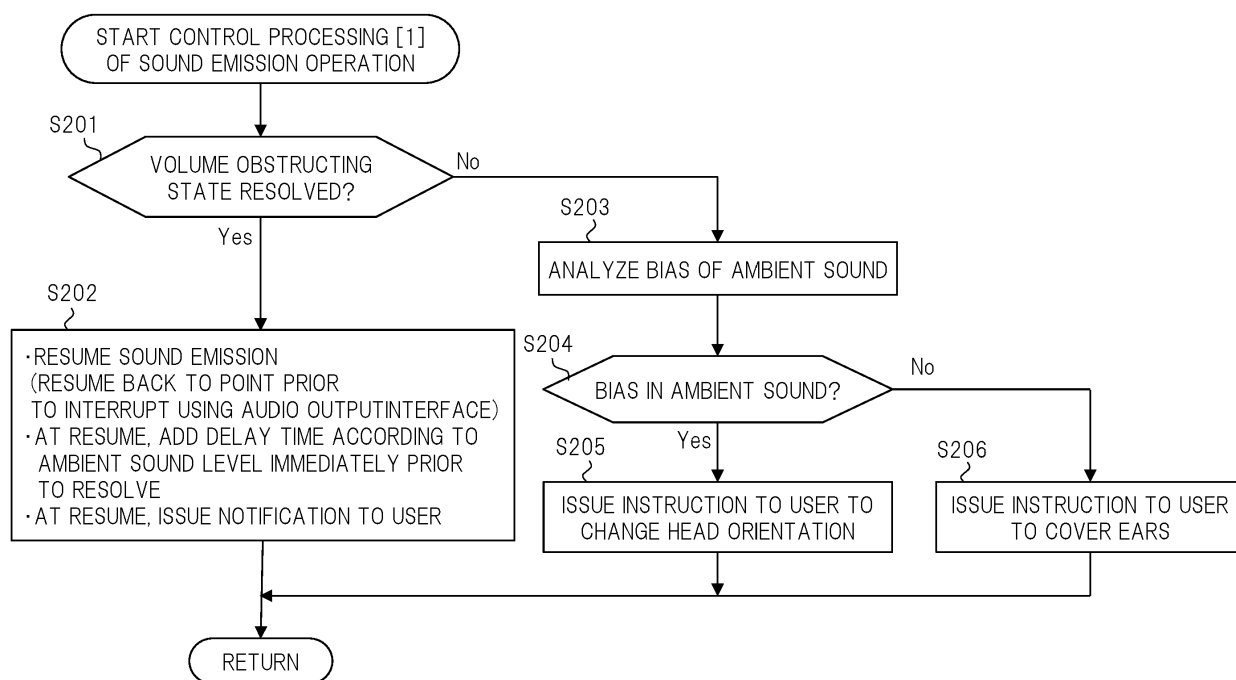 START CONTROL PROCESSING [1]
OF SOUND EMISSION OPERATION
S201
VOLUME OBSTRUCTING
STATE RESOLVED?
No
Yes
S202
・RESUME SOUND EMISSION
(RESUME BACK TO POINT PRIOR
TO INTERRUPT USING AUDIO OUTPUTINTERFACE)
・AT RESUME, ADD DELAY TIME ACCORDING TO
AMBIENT SOUND LEVEL IMMEDIATELY PRIOR
TO RESOLVE
・AT RESUME, ISSUE NOTIFICATION TO USER
S203
ANALYZE BIAS OF AMBIENT SOUND
S204
BIAS IN AMBIENT SOUND?
No
Yes
S205
ISSUE INSTRUCTION TO USER TO
CHANGE HEAD ORIENTATION
S206
ISSUE INSTRUCTION TO USER
TO COVER EARS
RETURN